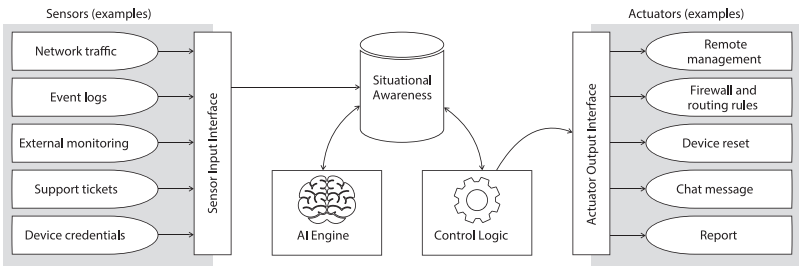 Sensors (examples)
Network traffic
Event logs
External monitoring
Support tickets
Device credentials
Sensor Input Interface
Situational
Awareness
AI Engine
Control Logic
Actuator Output Interface
Actuators (examples)
Remote
management
Firewall and
routing rules
Device reset
Chat message
Report